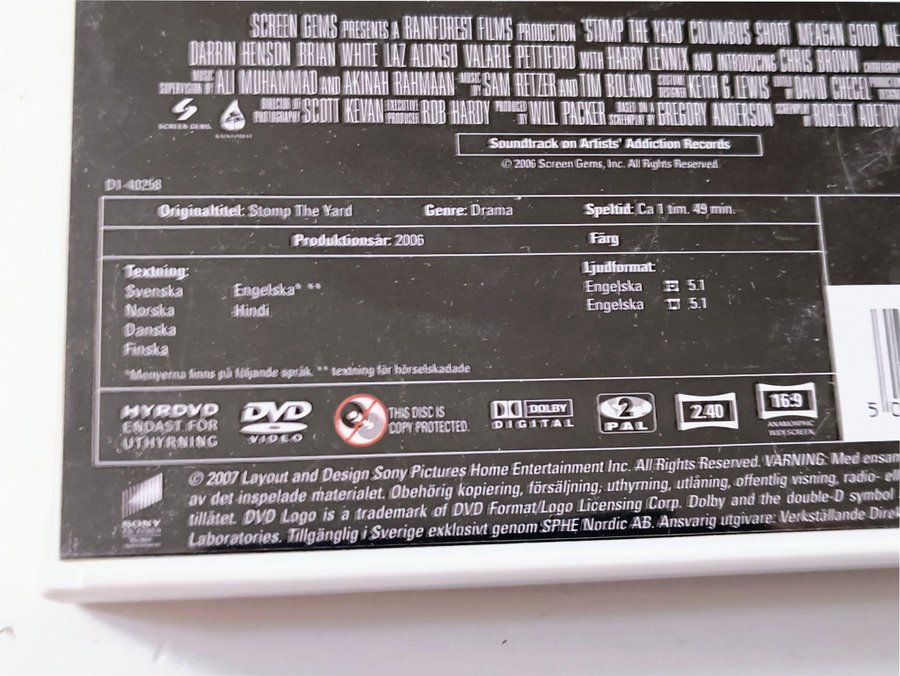 SCREEN GEMS PRESENTS A RAINFOREST FILMS PRODUCTION 'STOMP THE YARD' COLUMBUS SHORT MEAGAN GOOD NE
DARRIN HENSON BRIAN WHITE LAZ ALONSO VALARIE PETTIFORD WITH HARRY LENNIX AND INTRODUCING CHRIS BROWN
MUSIC SUPERVISION BY ALI MUHAMMAD AND AKINAH RAHMAAN MUSIC BY SAM RETZER AND TIM BOLAND COSTUME DESIGNER KEITH G. LEWIS BY DAVID CHECEL
DIRECTOR OF PHOTOGRAPHY SCOTT KEVAN EXECUTIVE PRODUCER ROB HARDY PRODUCED BY WILL PACKER BASED ON A SCREENPLAY BY GREGORY ANDERSON SCREENPLAY BY ROBERT ADETUY
SCREEN GEMS RAINFOREST
Soundtrack on Artists' Addiction Records
© 2006 Screen Gems, Inc. All Rights Reserved.
D1-40258
Originaltitel: Stomp The Yard Genre: Drama Speltid: Ca 1 tim. 49 min.
Produktionsår: 2006 Färg
Textning: Ljudformat:
Svenska Engelska* ** Engelska 5.1
Norska Hindi Engelska 5.1
Danska
Finska
*Menyerna finns på följande språk. ** textning för hörselskadade
HYRDVD
ENDAST FÖR
UTHYRNING
DVD
VIDEO
THIS DISC IS
COPY PROTECTED.
DOLBY
DIGITAL
2
PAL
2.40
16:9
ANAMORPHIC
WIDESCREEN
5 0
SONY
© 2007 Layout and Design Sony Pictures Home Entertainment Inc. All Rights Reserved. VARNING. Med ensam
av det inspelade materialet. Obehörig kopiering, försäljning, uthyrning, utlåning, offentlig visning, radio- ell
tillåtet. DVD Logo is a trademark of DVD Format/Logo Licensing Corp. Dolby and the double-D symbol
Laboratories. Tillgänglig i Sverige exklusivt genom SPHE Nordic AB. Ansvarig utgivare: Verkställande Direk